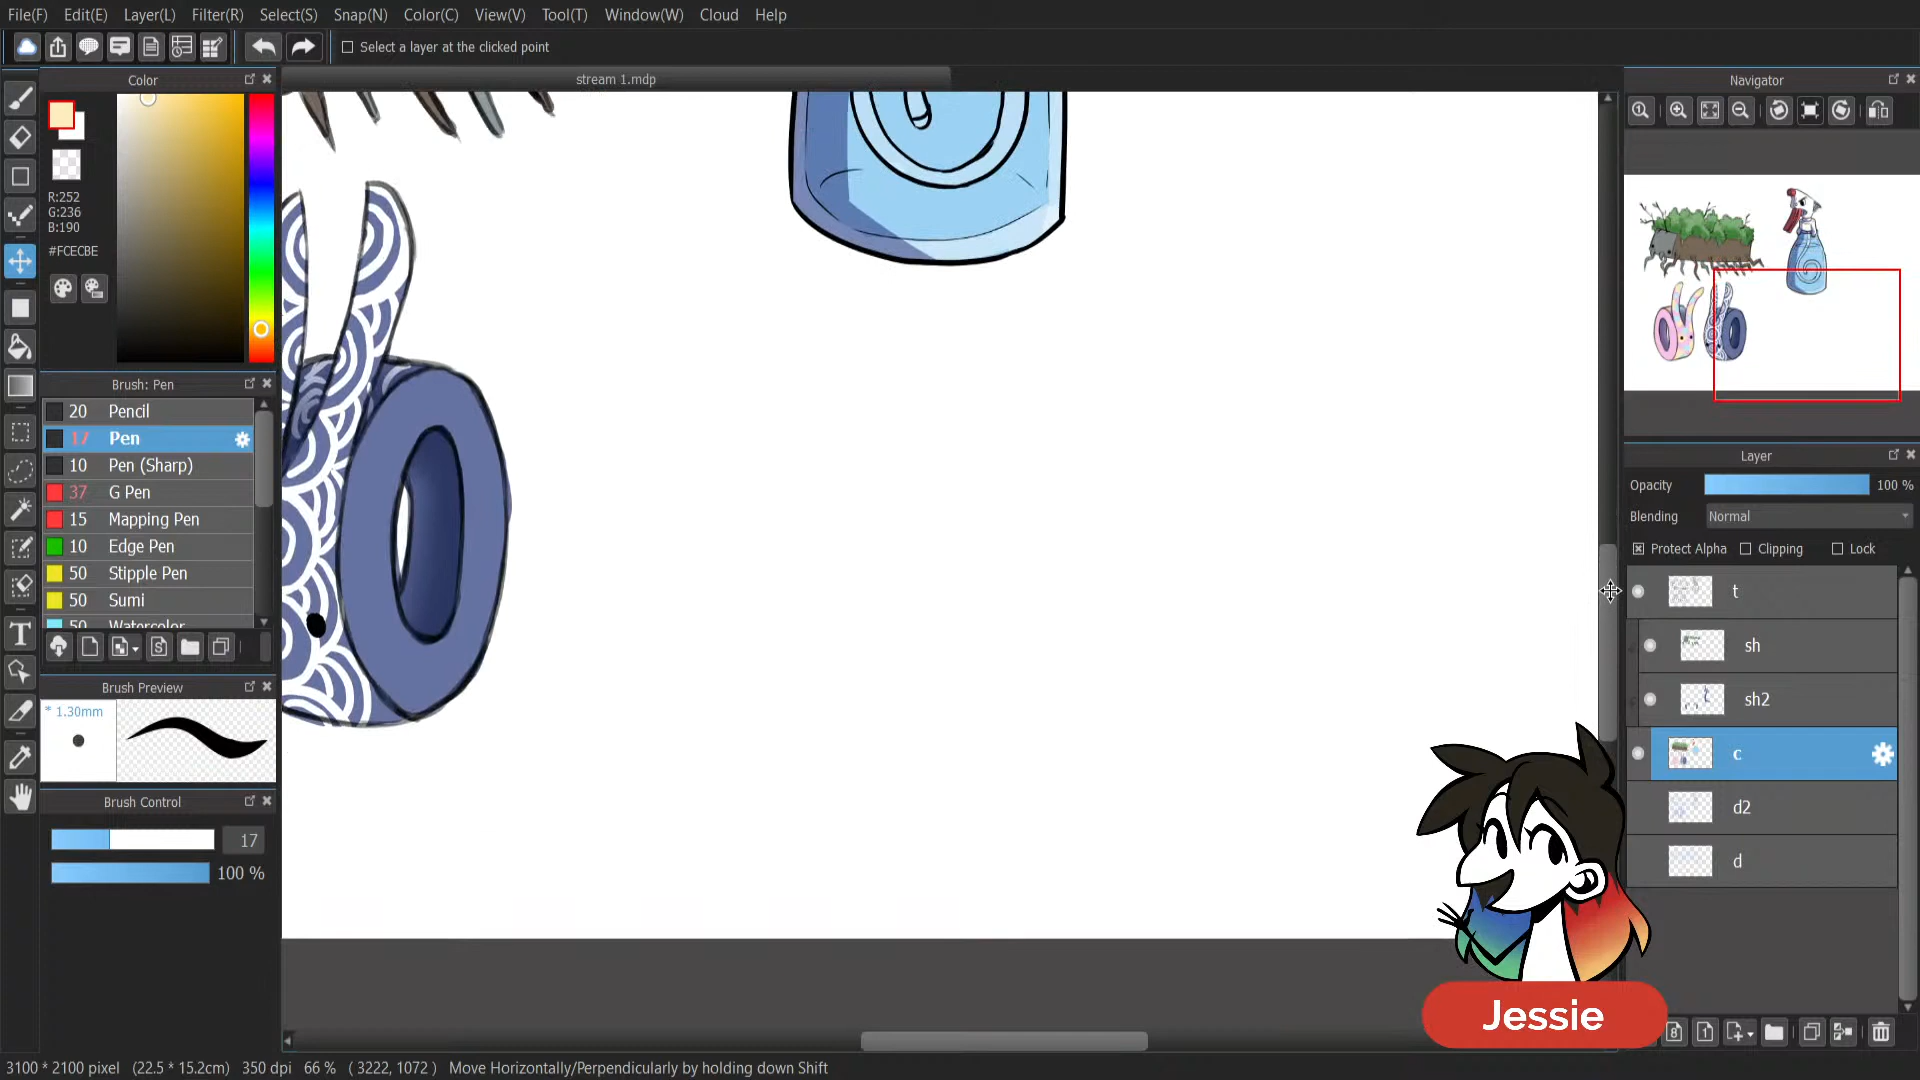 File(F) Edit(E) Layer(L) Filter(R) Select(S) Snap(N) Color(C) View(V) Tool(T) Window(W) Cloud Help
Select a layer at the clicked point
Color
R:252
G:236
B:190
#FCECBE
Brush: Pen
20 Pencil
17 Pen
10 Pen (Sharp)
37 G Pen
15 Mapping Pen
10 Edge Pen
50 Stipple Pen
50 Sumi
50 Watercolor
Brush Preview
* 1.30mm
Brush Control
17
100 %
stream 1.mdp
Navigator
Layer
Opacity 100 %
Blending Normal
Protect Alpha Clipping Lock
t
sh
sh2
c
d2
d
Jessie
3100 * 2100 pixel (22.5 * 15.2cm) 350 dpi 66 % ( 3222, 1072 ) Move Horizontally/Perpendicularly by holding down Shift